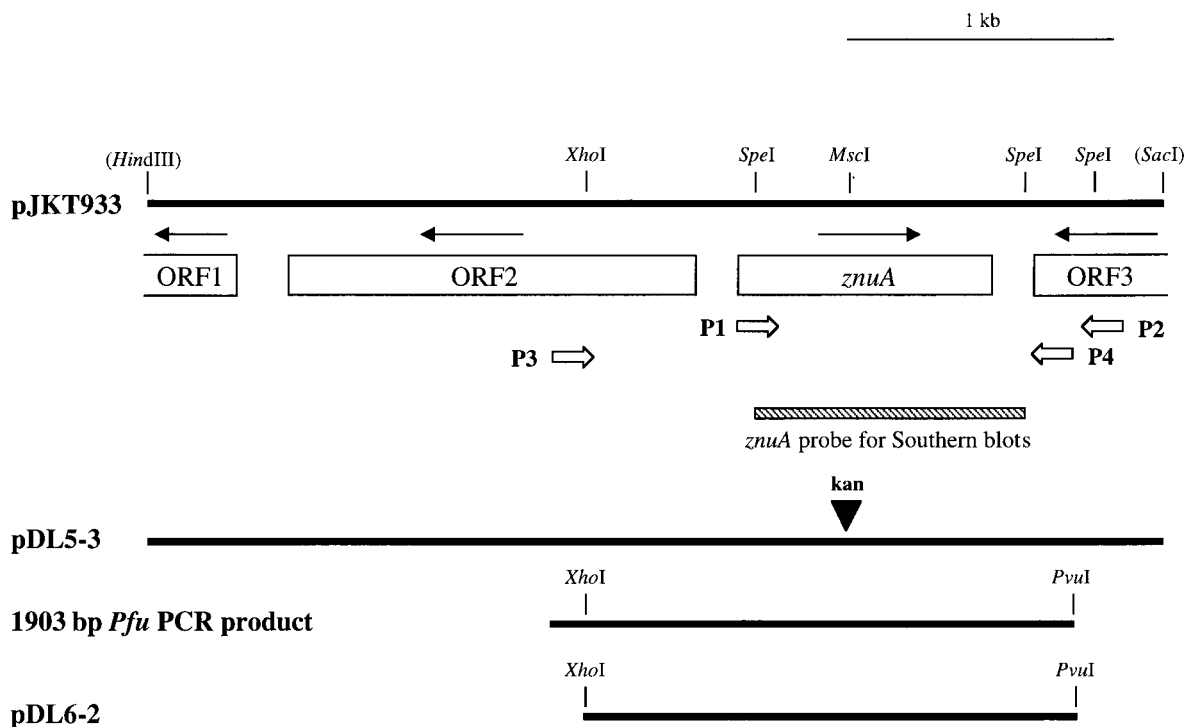 1 kb
(HindIII) XhoI SpeI MscI SpeI SpeI (SacI)
pJKT933
ORF1 ORF2 znuA ORF3
P1 P2
P3 P4
znuA probe for Southern blots
kan
pDL5-3
XhoI PvuI
1903 bp Pfu PCR product
XhoI PvuI
pDL6-2